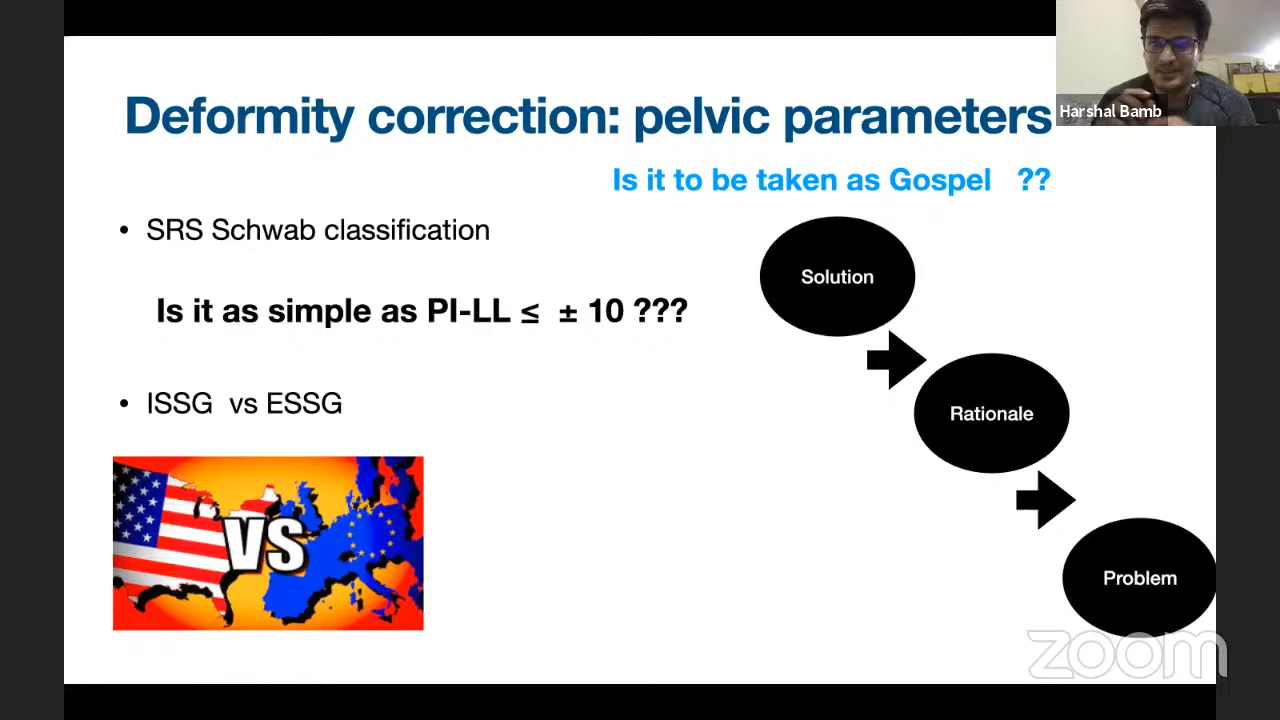 Harshal Bamb
Deformity correction: pelvic parameters
Is it to be taken as Gospel ??
• SRS Schwab classification
Solution
Is it as simple as PI-LL ≤ ± 10 ???
Rationale
• ISSG vs ESSG
VS
Problem
zoom